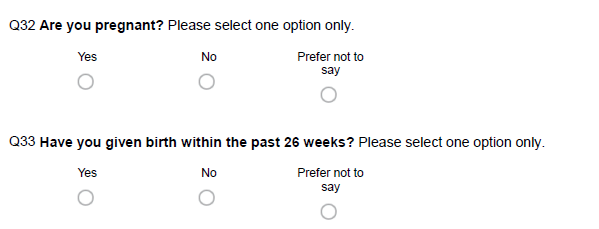 Q32 Are you pregnant? Please select one option only.
Yes No Prefer not to
say
Q33 Have you given birth within the past 26 weeks? Please select one option only.
Yes No Prefer not to
say